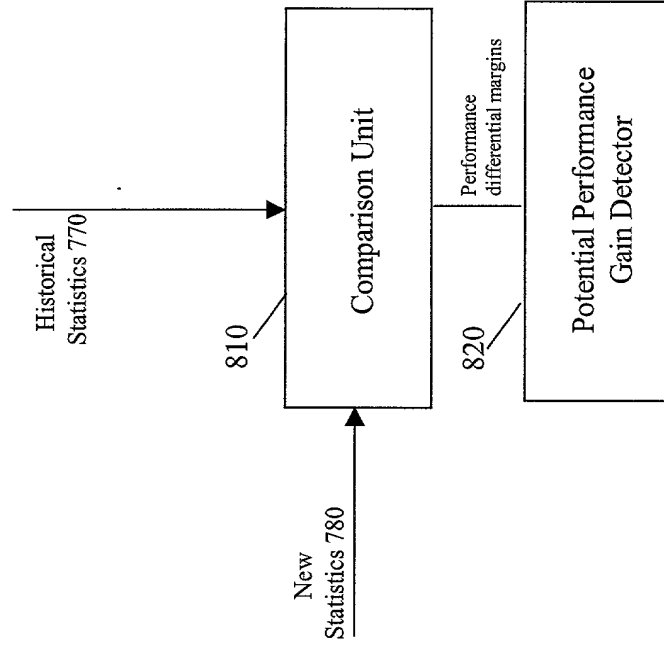 Historical
Statistics 770
810
Comparison Unit
New
Statistics 780
Performance
differential margins
820
Potential Performance
Gain Detector